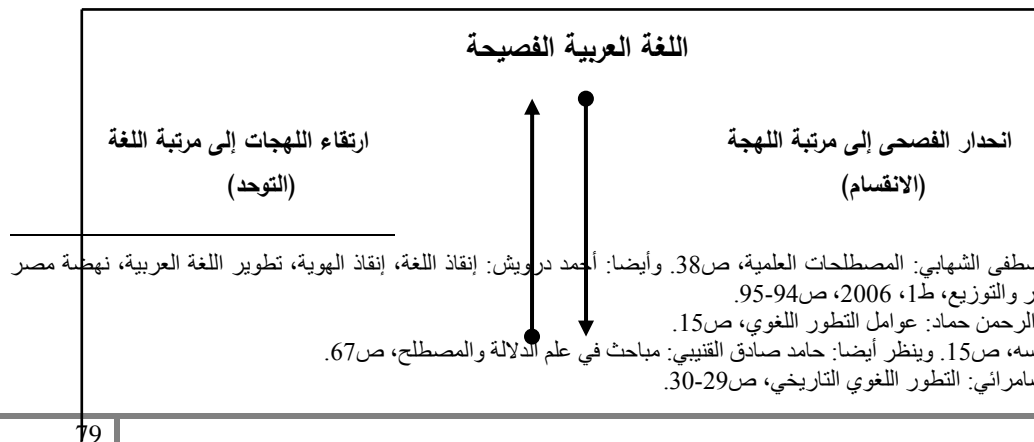 اللغة العربية الفصيحة
انحدار الفصحى إلى مرتبة اللهجة
(الانقسام)
ارتقاء اللهجات إلى مرتبة اللغة
(التوحد)
الشهابي: المصطلحات العلمية، ص38. وأيضا: أحمد درويش: إنقاذ اللغة، إنقاذ الهوية، تطوير اللغة العربية، نهضة مصر
والتوزيع، ط1، 2006، ص94-95.
الرحمن حماد: عوامل التطور اللغوي، ص15.
ص15. وينظر أيضا: حامد صادق القنيبي: مباحث في علم الدلالة والمصطلح، ص67.
التطور اللغوي التاريخي، ص29-30.
79